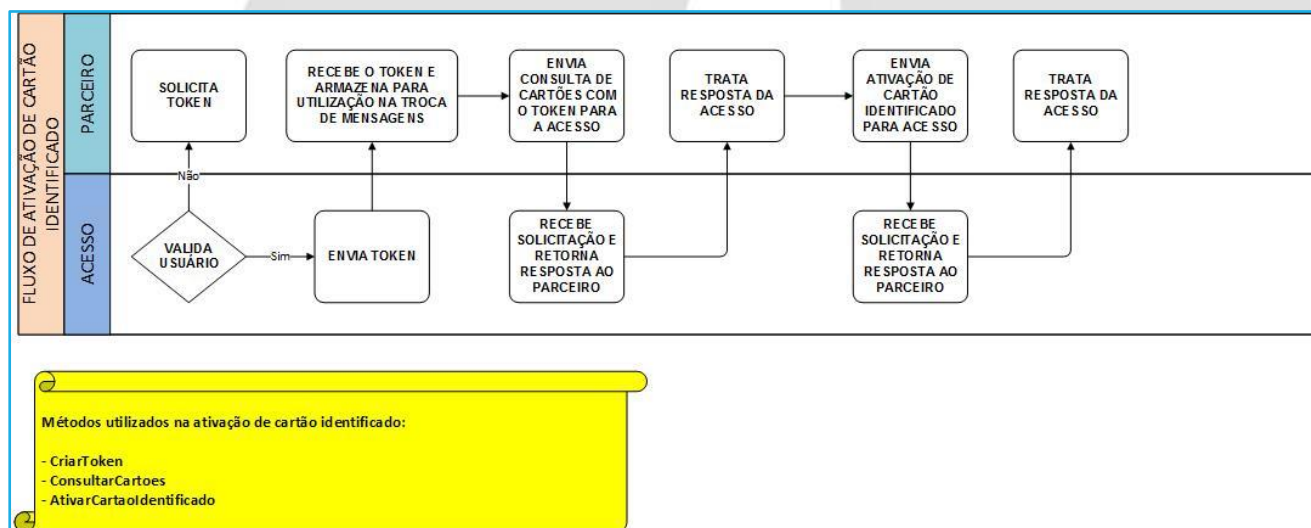 FLUXO DE ATIVAÇÃO DE CARTÃO
IDENTIFICADO
PARCEIRO
SOLICITA
TOKEN
RECEBE O TOKEN E
ARMAZENA PARA
UTILIZAÇÃO NA TROCA
DE MENSAGENS
ENVIA
CONSULTA DE
CARTÕES COM
O TOKEN PARA
A ACESSO
TRATA
RESPOSTA DA
ACESSO
ENVIA
ATIVAÇÃO DE
CARTÃO
IDENTIFICADO
PARA ACESSO
TRATA
RESPOSTA DA
ACESSO
Não
ACESSO
VALIDA
USUÁRIO
Sim
ENVIA TOKEN
RECEBE
SOLICITAÇÃO E
RETORNA
RESPOSTA AO
PARCEIRO
RECEBE
SOLICITAÇÃO E
RETORNA
RESPOSTA AO
PARCEIRO
Métodos utilizados na ativação de cartão identificado:
- CriarToken
- ConsultarCartoes
- AtivarCartaoIdentificado